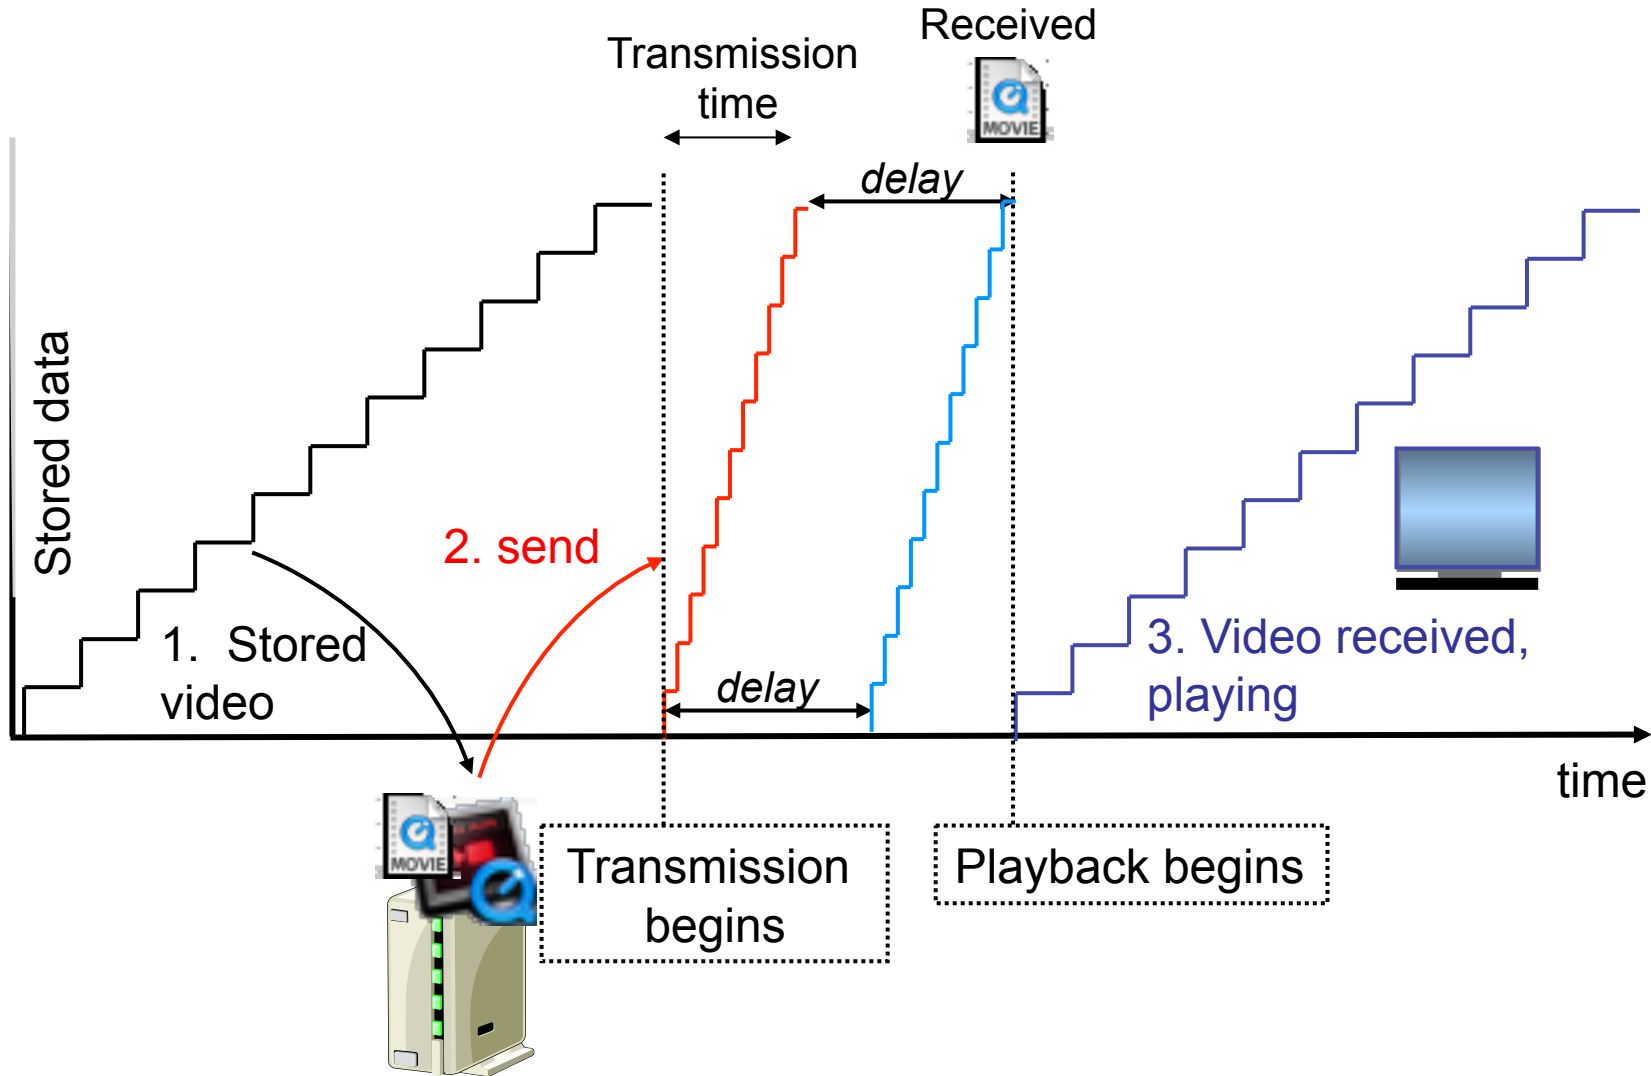 Received
Transmission
time
MOVIE
delay
Stored data
2. send
1. Stored
video
delay
3. Video received,
playing
time
MOVIE
Transmission
begins
Playback begins